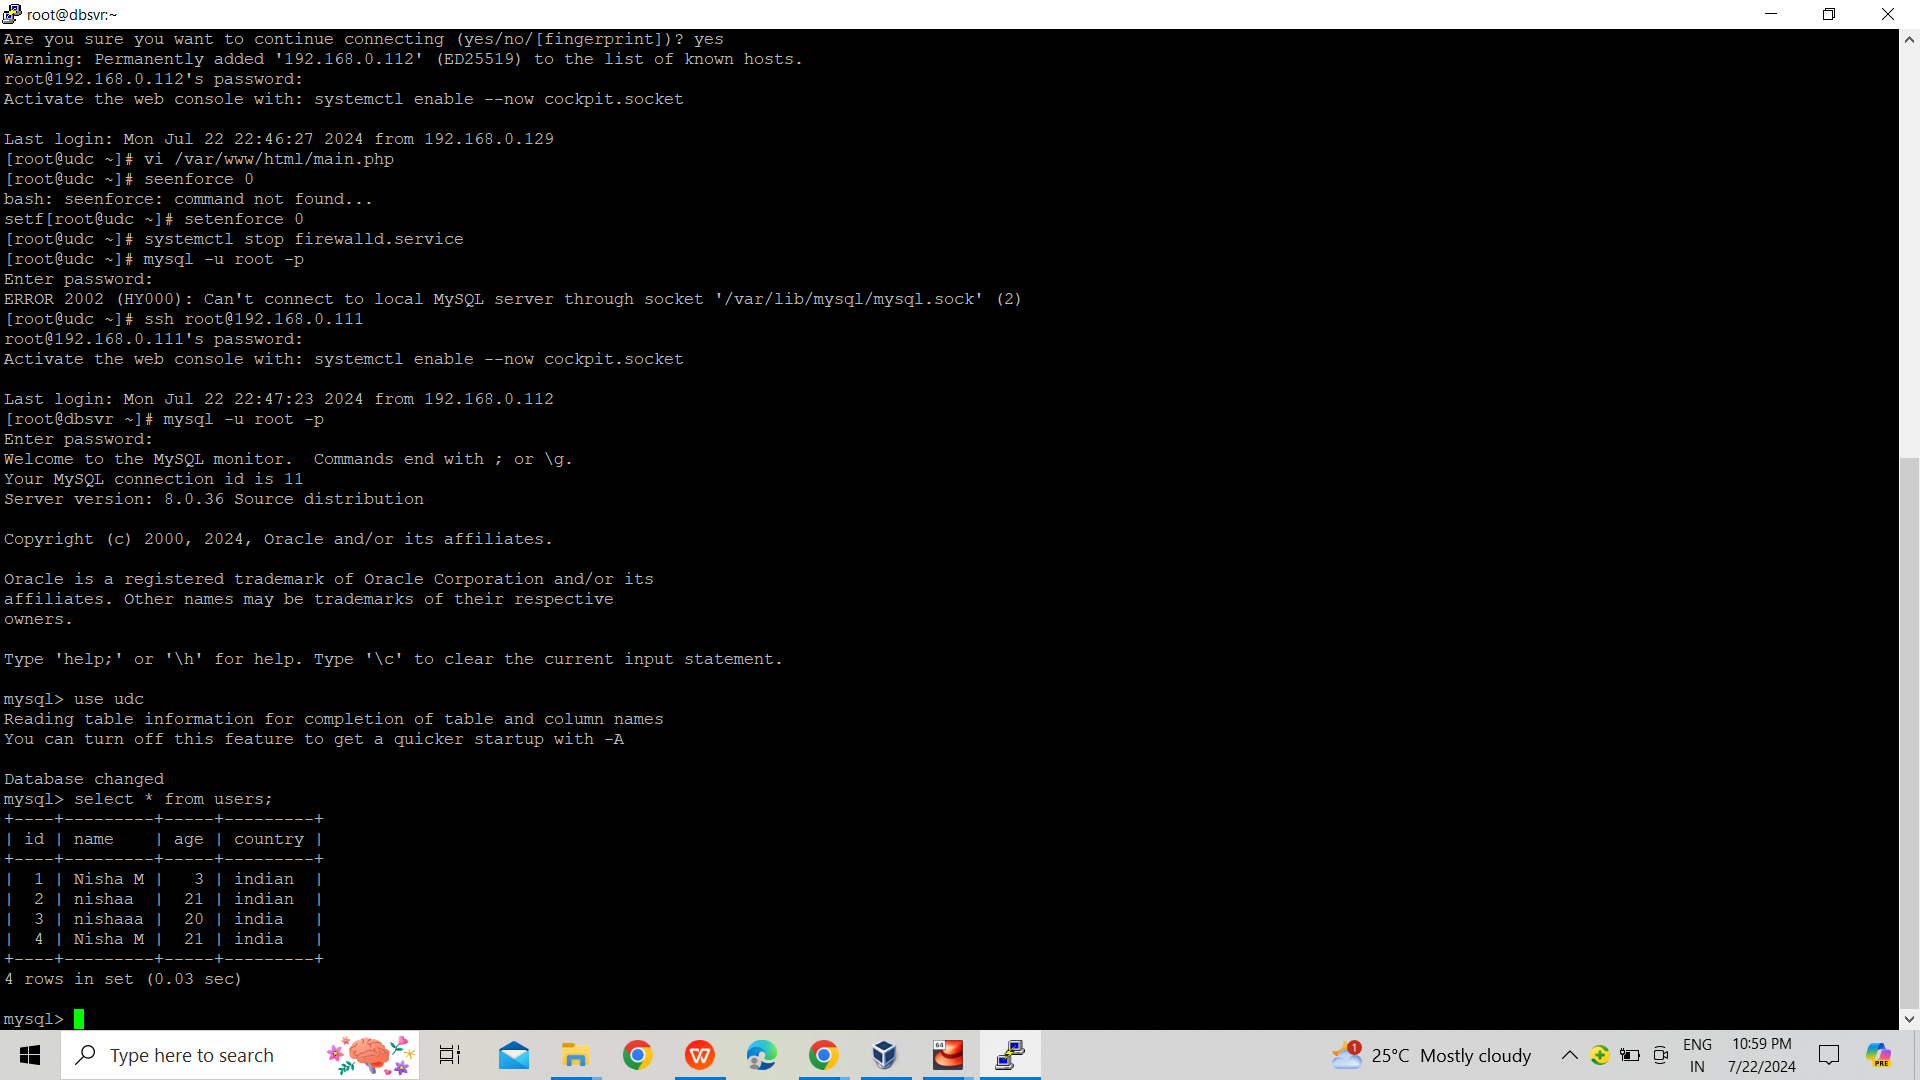 root@dbsvr:~
Are you sure you want to continue connecting (yes/no/[fingerprint])? yes
Warning: Permanently added '192.168.0.112' (ED25519) to the list of known hosts.
root@192.168.0.112's password:
Activate the web console with: systemctl enable --now cockpit.socket

Last login: Mon Jul 22 22:46:27 2024 from 192.168.0.129
[root@udc ~]# vi /var/www/html/main.php
[root@udc ~]# seenforce 0
bash: seenforce: command not found...
setf[root@udc ~]# setenforce 0
[root@udc ~]# systemctl stop firewalld.service
[root@udc ~]# mysql -u root -p
Enter password:
ERROR 2002 (HY000): Can't connect to local MySQL server through socket '/var/lib/mysql/mysql.sock' (2)
[root@udc ~]# ssh root@192.168.0.111
root@192.168.0.111's password:
Activate the web console with: systemctl enable --now cockpit.socket

Last login: Mon Jul 22 22:47:23 2024 from 192.168.0.112
[root@dbsvr ~]# mysql -u root -p
Enter password:
Welcome to the MySQL monitor.  Commands end with ; or \g.
Your MySQL connection id is 11
Server version: 8.0.36 Source distribution

Copyright (c) 2000, 2024, Oracle and/or its affiliates.

Oracle is a registered trademark of Oracle Corporation and/or its
affiliates. Other names may be trademarks of their respective
owners.

Type 'help;' or '\h' for help. Type '\c' to clear the current input statement.

mysql> use udc
Reading table information for completion of table and column names
You can turn off this feature to get a quicker startup with -A

Database changed
mysql> select * from users;
+----+---------+-----+---------+
| id | name    | age | country |
+----+---------+-----+---------+
|  1 | Nisha M |   3 | indian  |
|  2 | nishaa  |  21 | indian  |
|  3 | nishaaa |  20 | india   |
|  4 | Nisha M |  21 | india   |
+----+---------+-----+---------+
4 rows in set (0.03 sec)

mysql>
Type here to search
W
64
1
25°C Mostly cloudy
ENG
IN
10:59 PM
7/22/2024
PRE